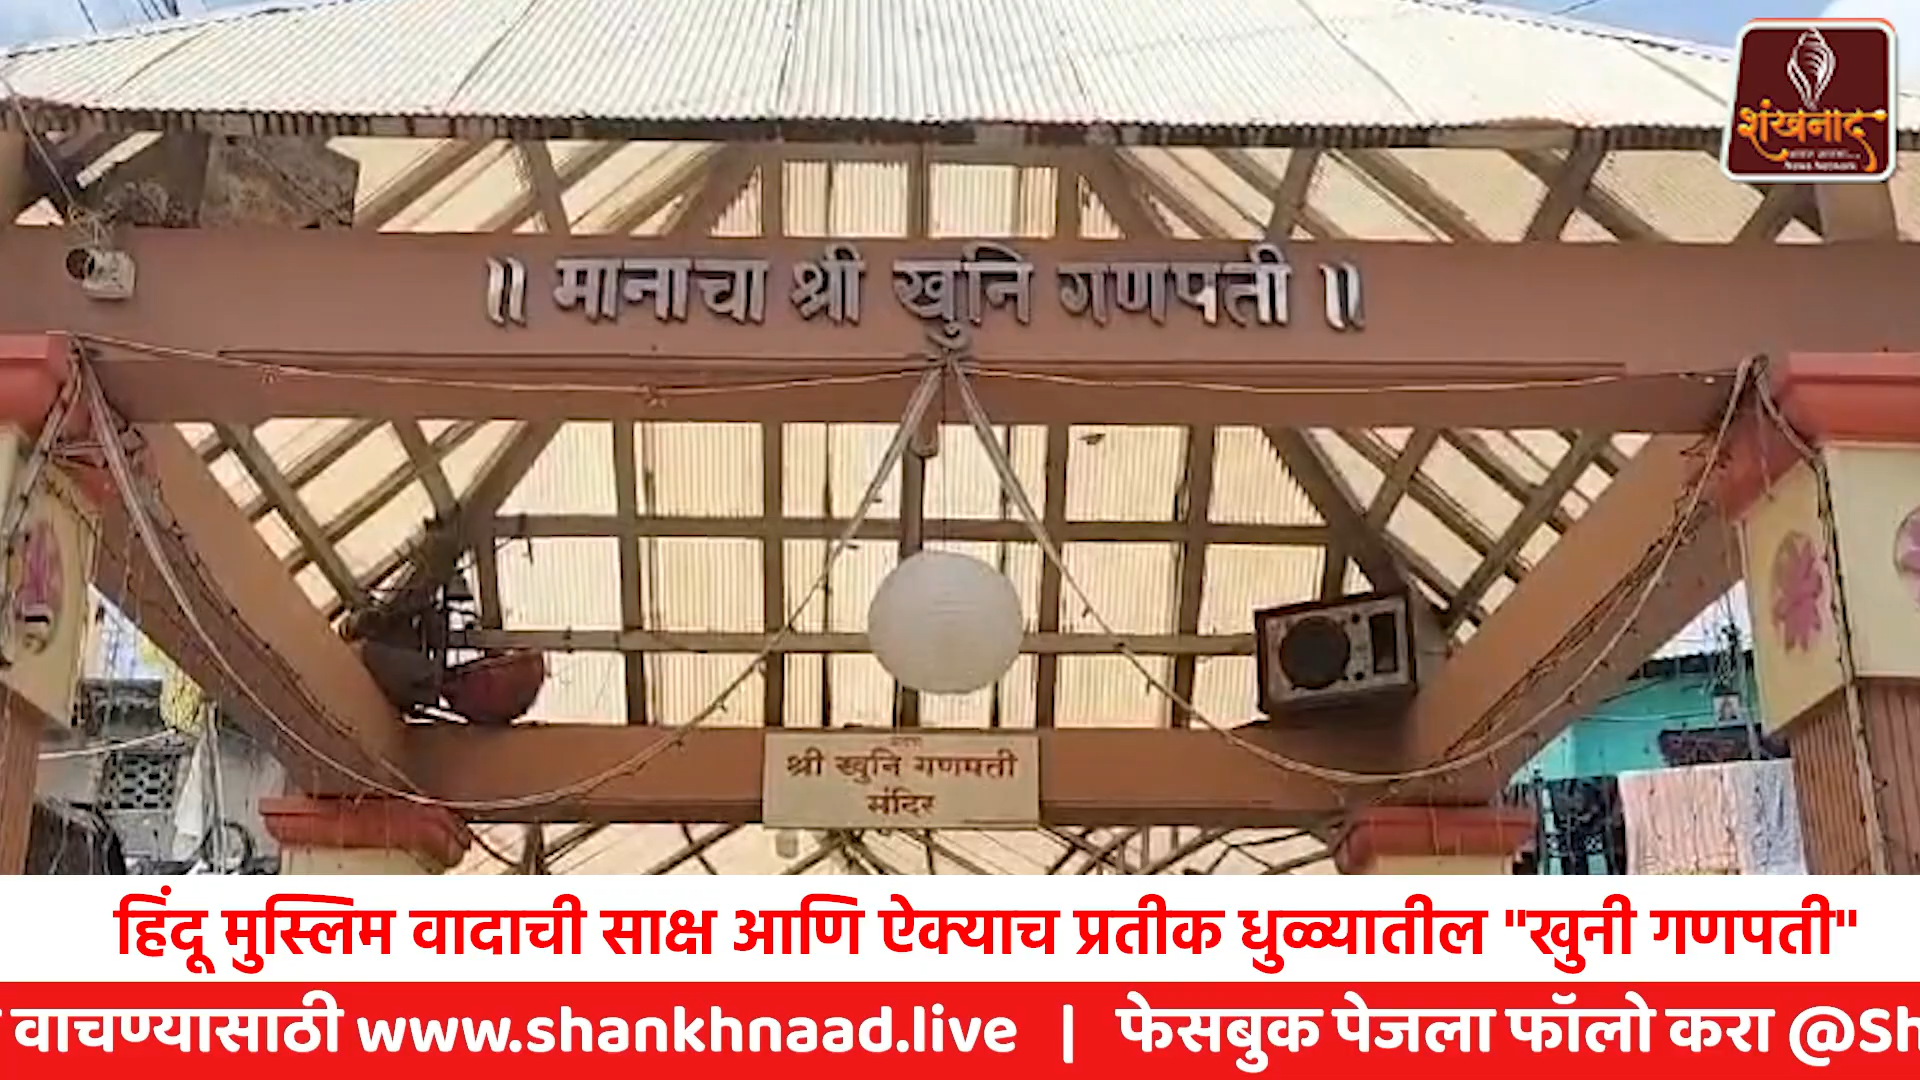 शंखनाद
॥ मानाचा श्री खुनि गणपती ॥
श्री खुनि गणपती
मंदिर
हिंदू मुस्लिम वादाची साक्ष आणि ऐक्याच प्रतीक धुळ्यातील "खुनी गणपती"
वाचण्यासाठी www.shankhnaad.live | फेसबुक पेजला फॉलो करा @Sh